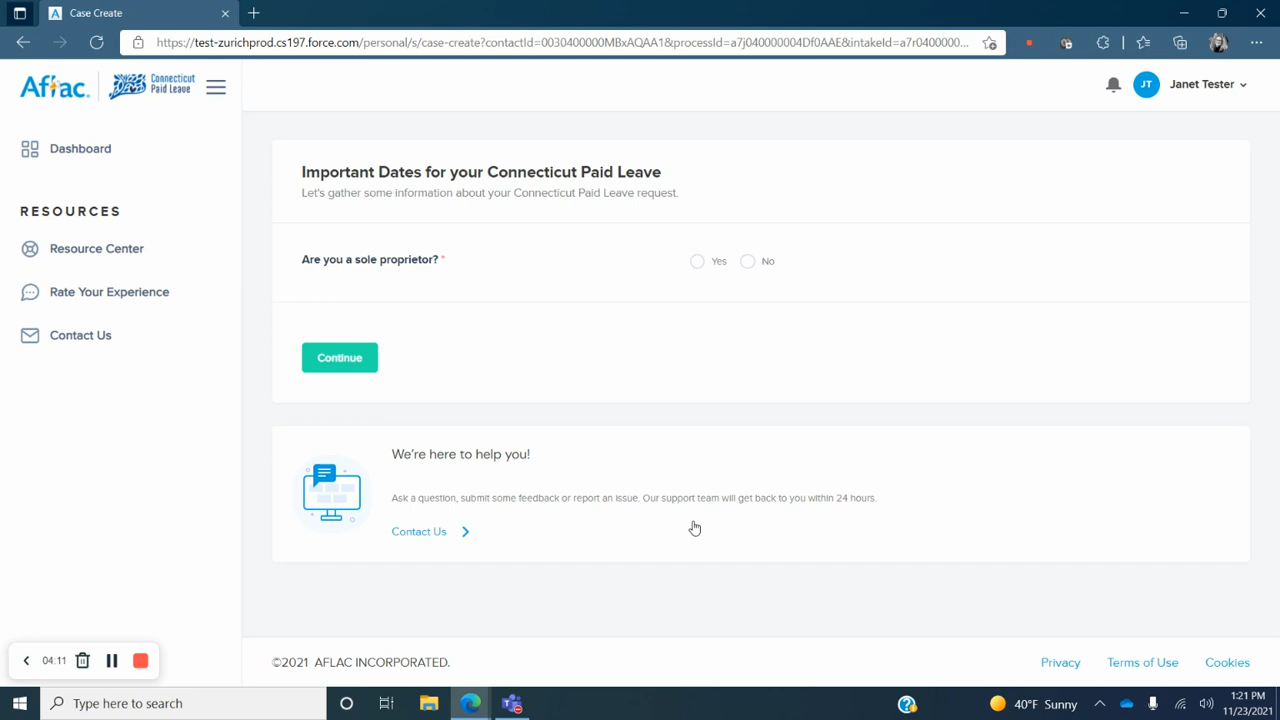 Case Create
https://test-zurichprod.cs197.force.com/personal/s/case-create?contactId=0030400000MBxAQAA1&processId=a7j040000004Df0AAE&intakeId=a7r0400000...
Aflac.
Connecticut
Paid Leave
JT
Janet Tester
Dashboard
RESOURCES
Resource Center
Rate Your Experience
Contact Us
Important Dates for your Connecticut Paid Leave
Let's gather some information about your Connecticut Paid Leave request.
Are you a sole proprietor? *
Yes
No
Continue
We're here to help you!
Ask a question, submit some feedback or report an issue. Our support team will get back to you within 24 hours.
Contact Us
04:11
©2021 AFLAC INCORPORATED.
Privacy
Terms of Use
Cookies
Type here to search
40°F Sunny
1:21 PM
11/23/2021